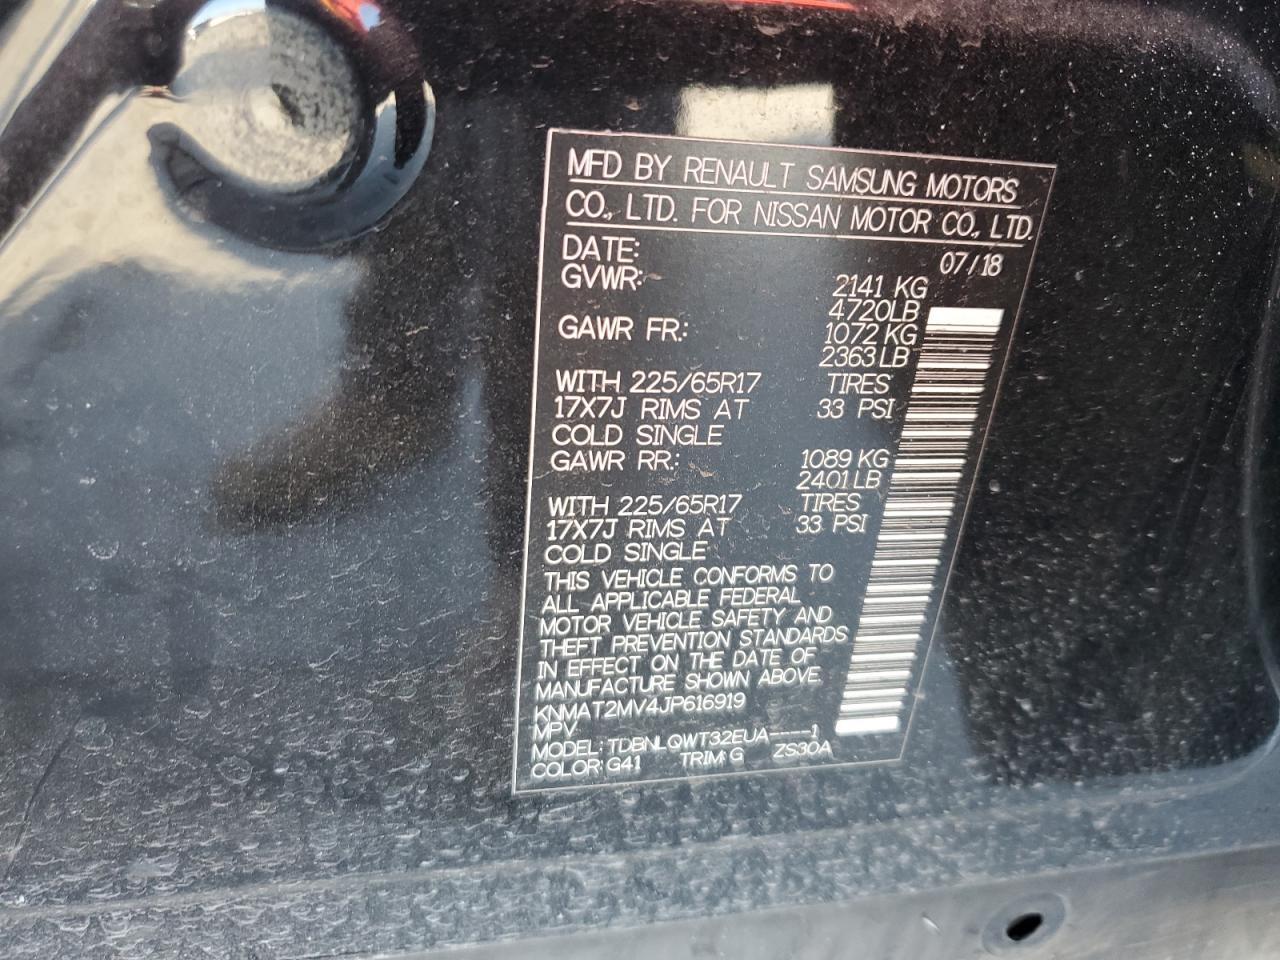 MFD BY RENAULT SAMSUNG MOTORS
CO., LTD. FOR NISSAN MOTOR CO., LTD.
DATE: 07/18
GVWR: 2141 KG
4720LB
GAWR FR.: 1072 KG
2363LB
WITH 225/65R17 TIRES
17X7J RIMS AT 33 PSI
COLD SINGLE
GAWR RR.: 1089 KG
2401LB
WITH 225/65R17 TIRES
17X7J RIMS AT 33 PSI
COLD SINGLE
THIS VEHICLE CONFORMS TO
ALL APPLICABLE FEDERAL
MOTOR VEHICLE SAFETY AND
THEFT PREVENTION STANDARDS
IN EFFECT ON THE DATE OF
MANUFACTURE SHOWN ABOVE.
KNMAT2MV4JP616919
MPV
MODEL: TDBNLQWT32EUA-----1
COLOR: G41 TRIM: G ZS30A